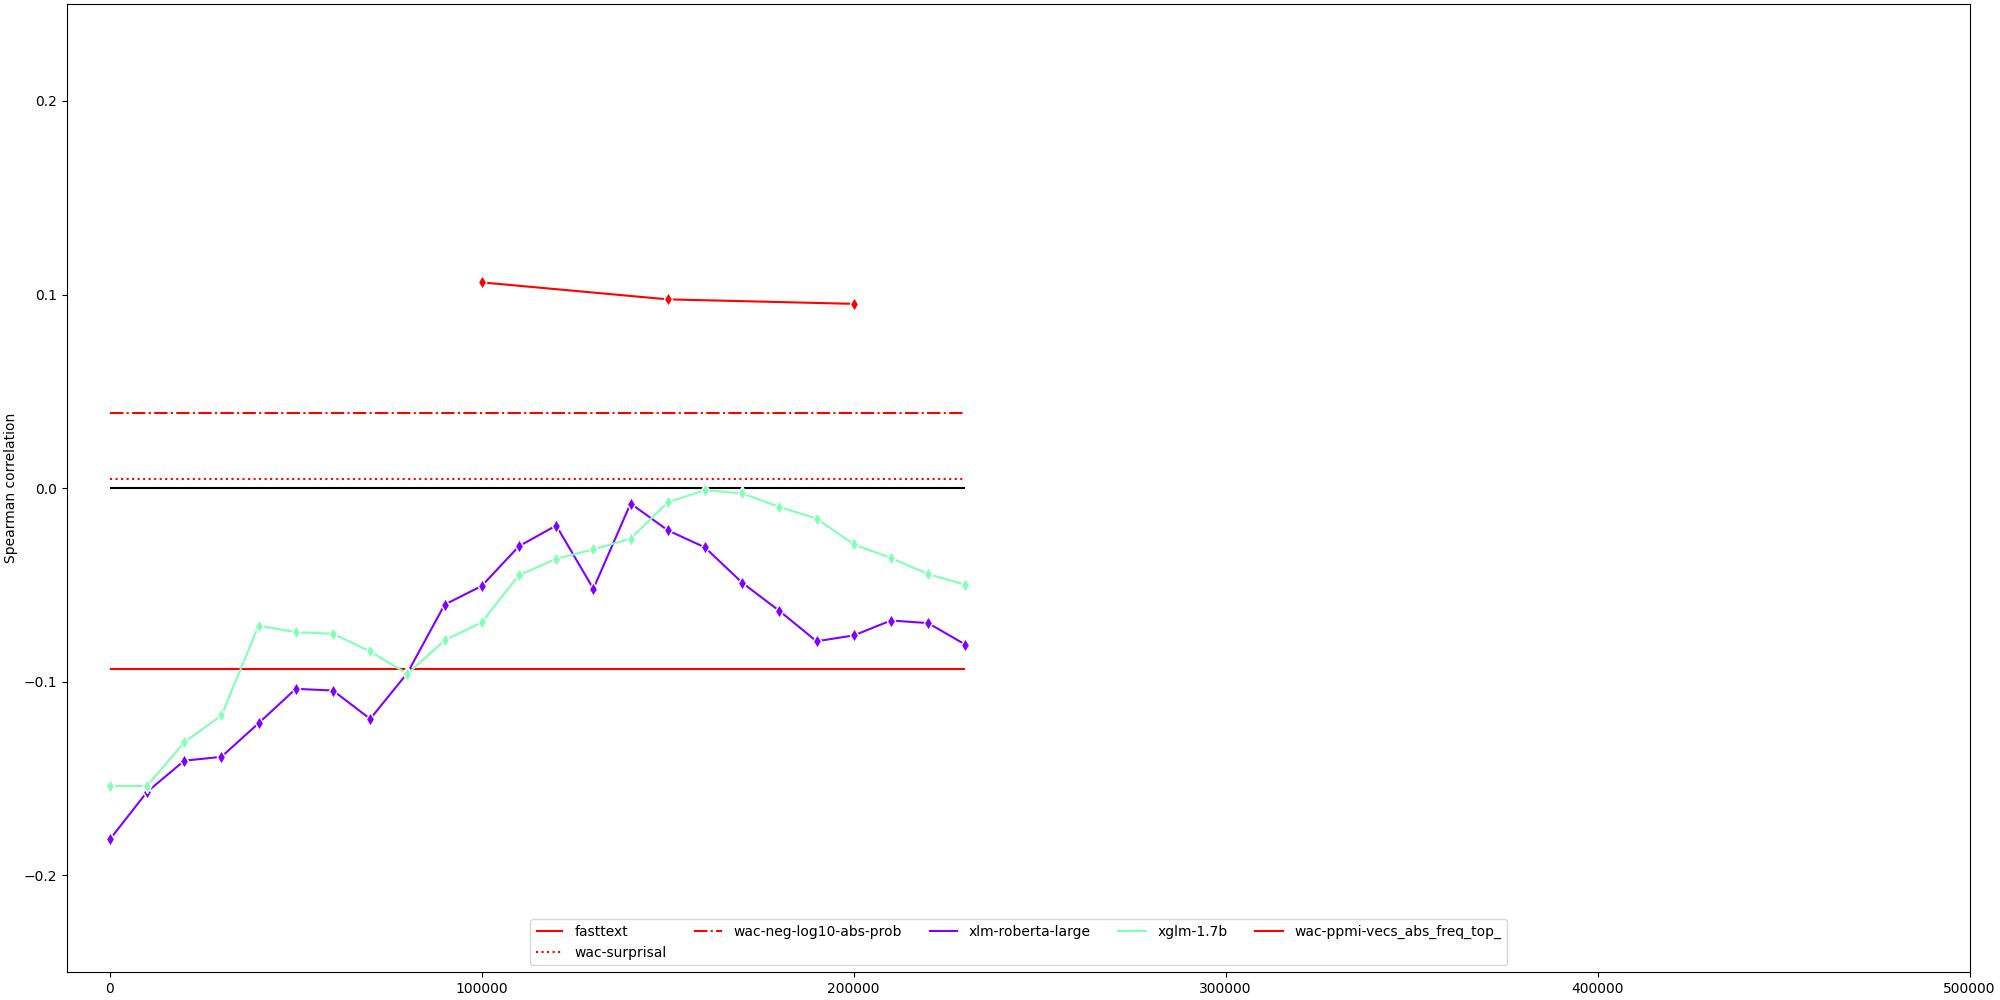 0.2
0.1
0.0
−0.1
−0.2
Spearman correlation
fasttext
wac-surprisal
wac-neg-log10-abs-prob
xlm-roberta-large
xglm-1.7b
wac-ppmi-vecs_abs_freq_top_
0 100000 200000 300000 400000 500000